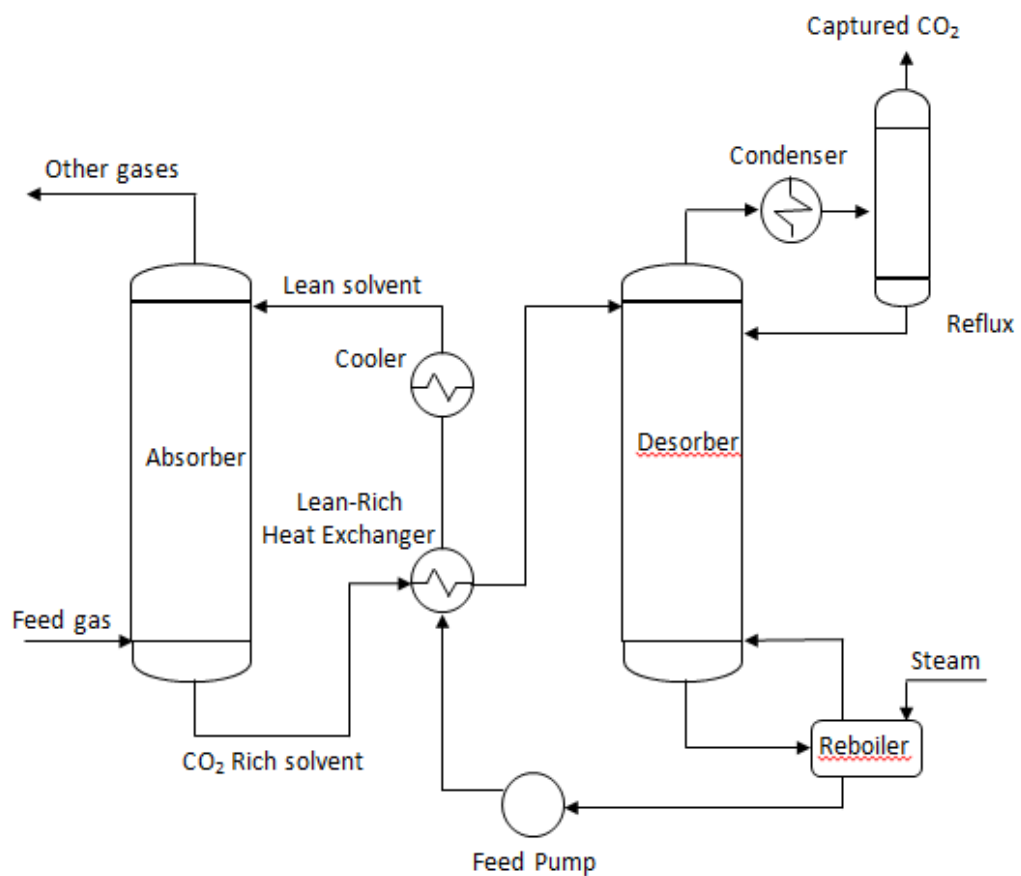 Captured CO₂
Condenser
Other gases
Lean solvent
Reflux
Cooler
Absorber
Desorber
Lean-Rich
Heat Exchanger
Feed gas
Steam
CO₂ Rich solvent
Reboiler
Feed Pump